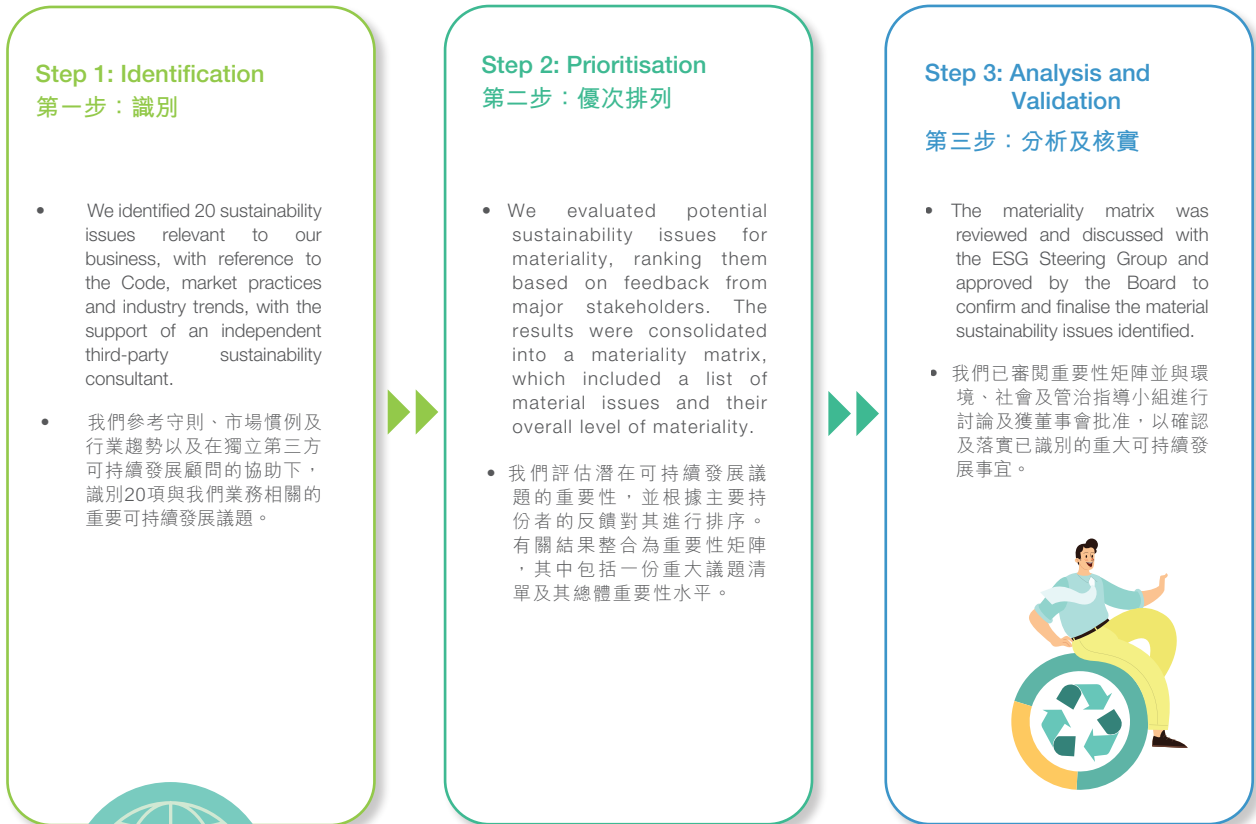 Step 1: Identification
第一步：識別
• We identified 20 sustainability
issues relevant to our
business, with reference to
the Code, market practices
and industry trends, with the
support of an independent
third-party sustainability
consultant.
• 我們參考守則、市場慣例及
行業趨勢以及在獨立第三方
可持續發展顧問的協助下，
識別20項與我們業務相關的
重要可持續發展議題。
Step 2: Prioritisation
第二步：優次排列
• We evaluated potential
sustainability issues for
materiality, ranking them
based on feedback from
major stakeholders. The
results were consolidated
into a materiality matrix,
which included a list of
material issues and their
overall level of materiality.
• 我們評估潛在可持續發展議
題的重要性，並根據主要持
份者的反饋對其進行排序。
有關結果整合為重要性矩陣
，其中包括一份重大議題清
單及其總體重要性水平。
Step 3: Analysis and
Validation
第三步：分析及核實
• The materiality matrix was
reviewed and discussed with
the ESG Steering Group and
approved by the Board to
confirm and finalise the material
sustainability issues identified.
• 我們已審閱重要性矩陣並與環
境、社會及管治指導小組進行
討論及獲董事會批准，以確認
及落實已識別的重大可持續發
展事宜。